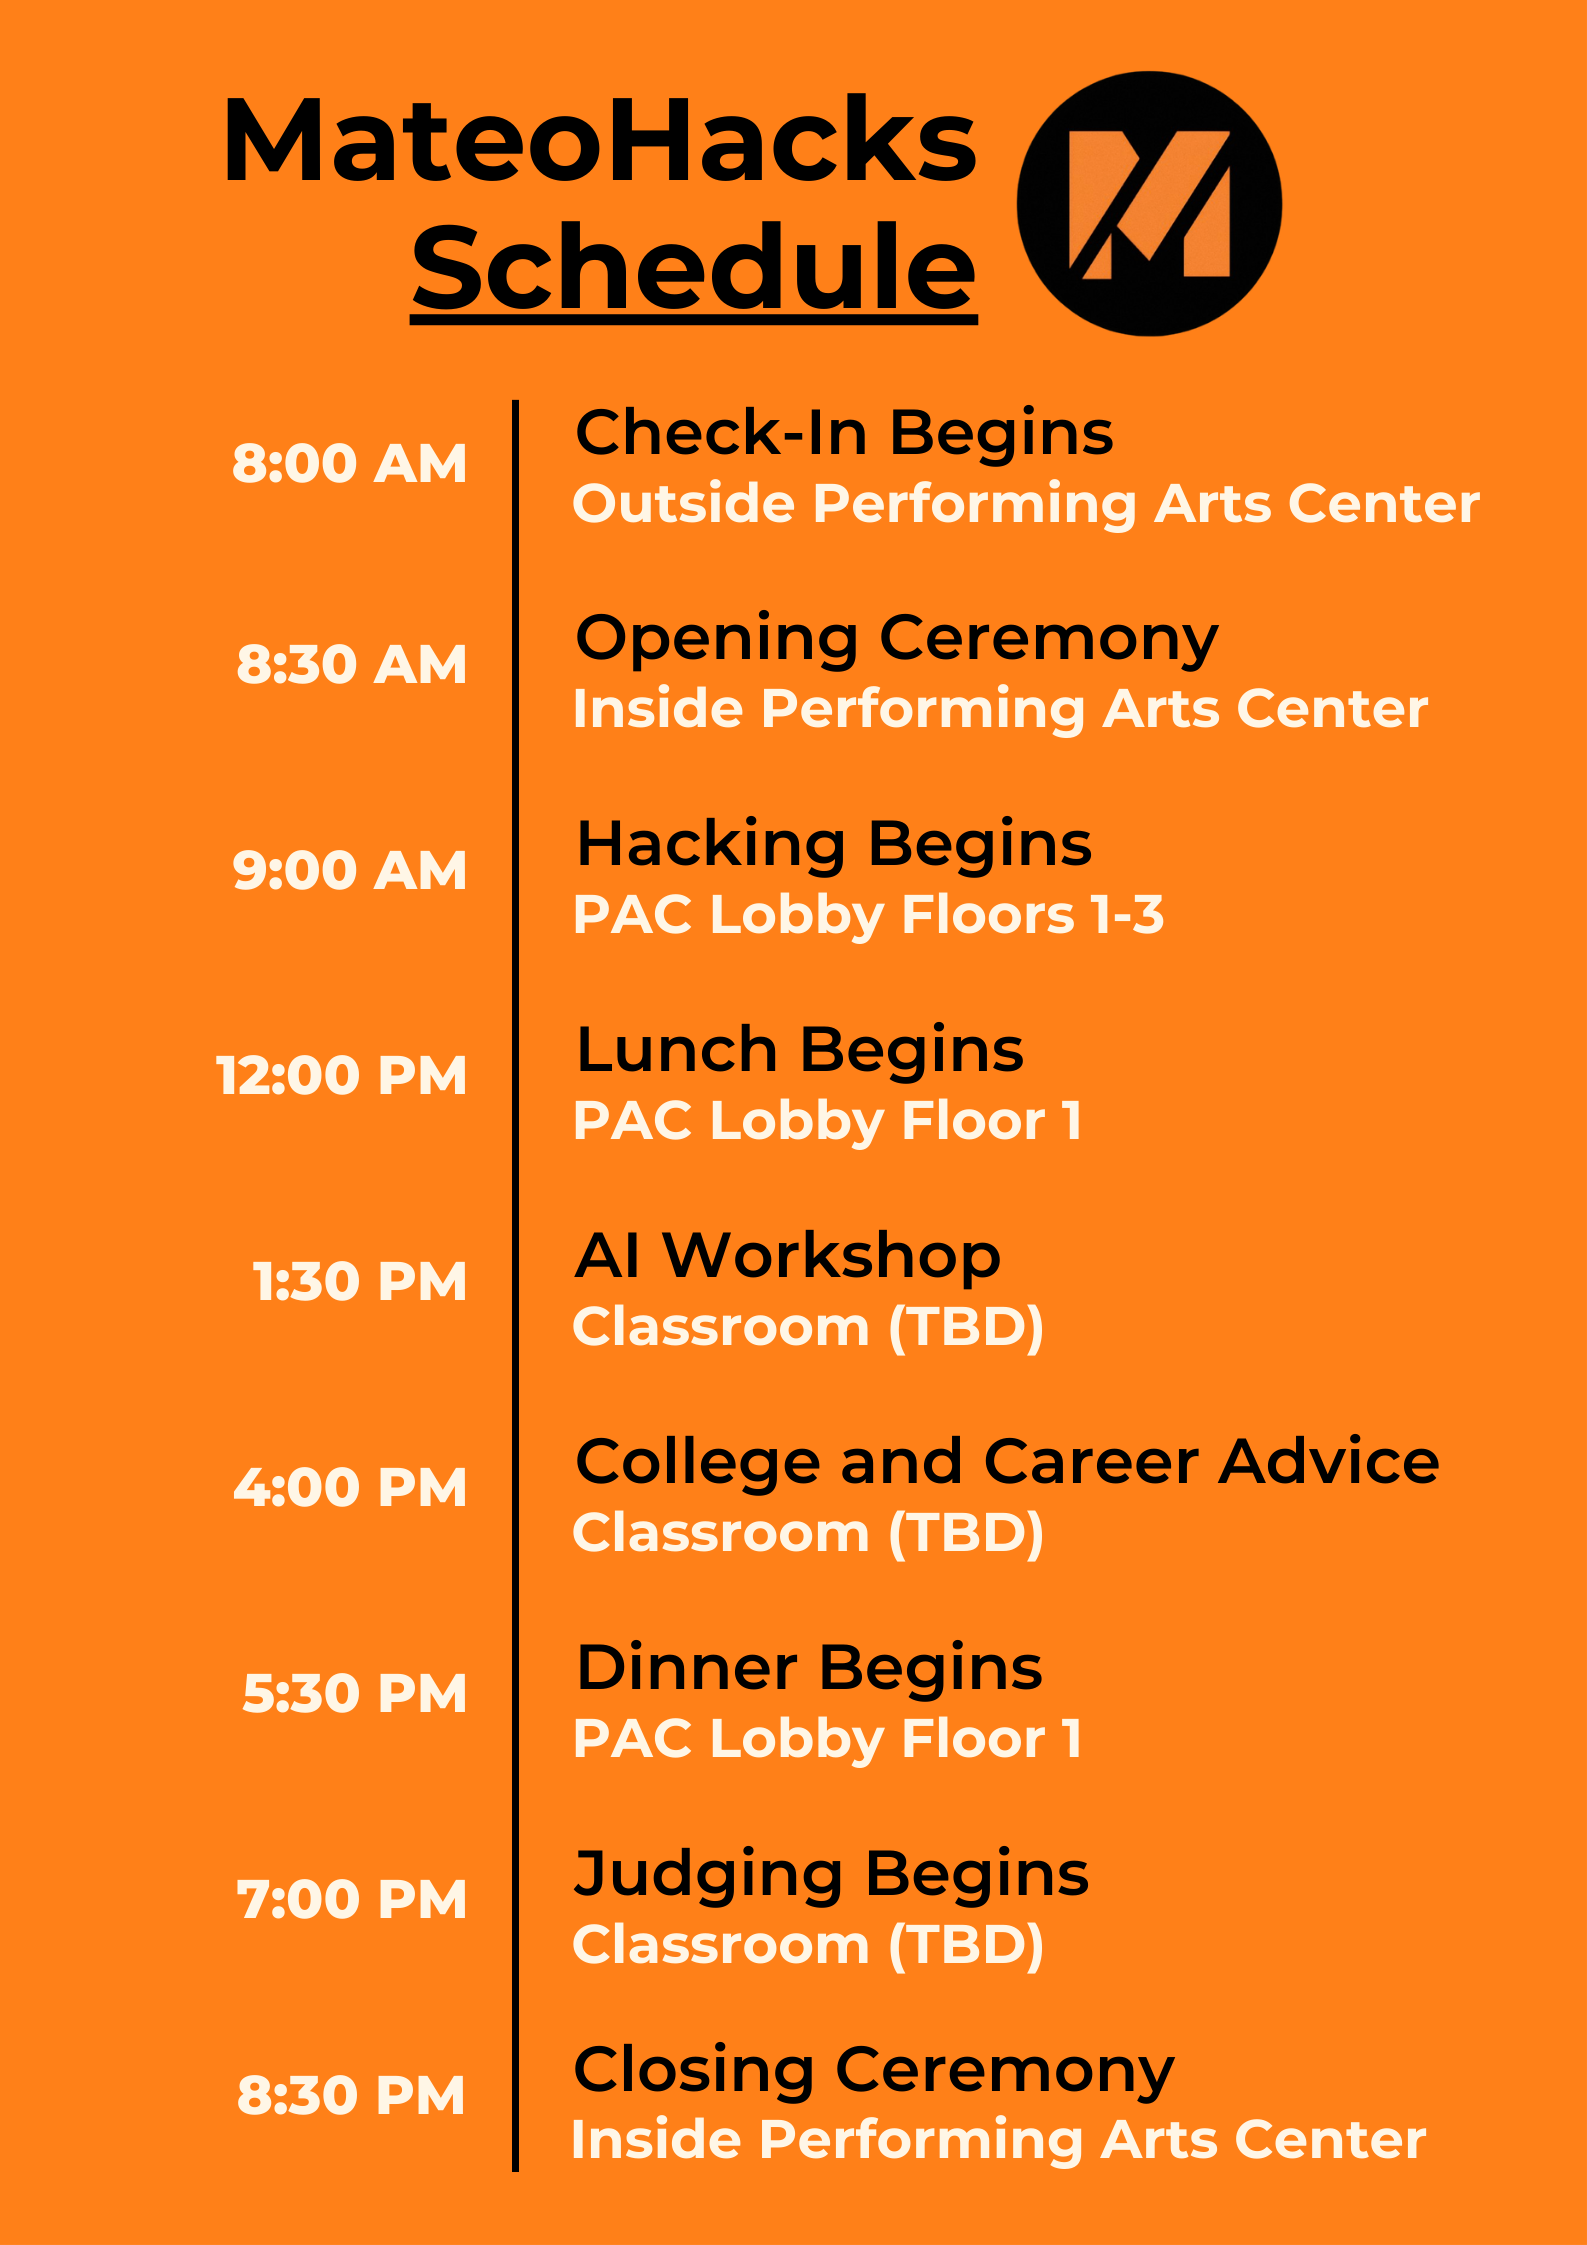 MateoHacks
Schedule
8:00 AM
Check-In Begins
Outside Performing Arts Center
8:30 AM
Opening Ceremony
Inside Performing Arts Center
9:00 AM
Hacking Begins
PAC Lobby Floors 1-3
12:00 PM
Lunch Begins
PAC Lobby Floor 1
1:30 PM
AI Workshop
Classroom (TBD)
4:00 PM
College and Career Advice
Classroom (TBD)
5:30 PM
Dinner Begins
PAC Lobby Floor 1
7:00 PM
Judging Begins
Classroom (TBD)
8:30 PM
Closing Ceremony
Inside Performing Arts Center